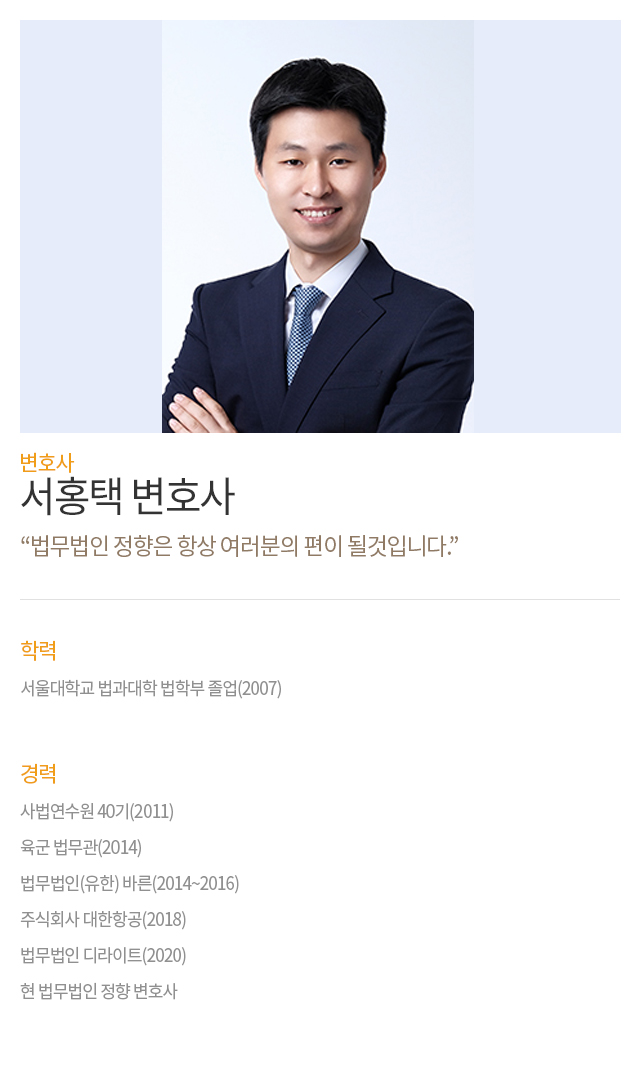 변호사
서홍택 변호사
“법무법인 정향은 항상 여러분의 편이 될것입니다.”
학력
서울대학교 법과대학 법학부 졸업(2007)
경력
사법연수원 40기(2011)
육군 법무관(2014)
법무법인(유한) 바른(2014~2016)
주식회사 대한항공(2018)
법무법인 디라이트(2020)
현 법무법인 정향 변호사